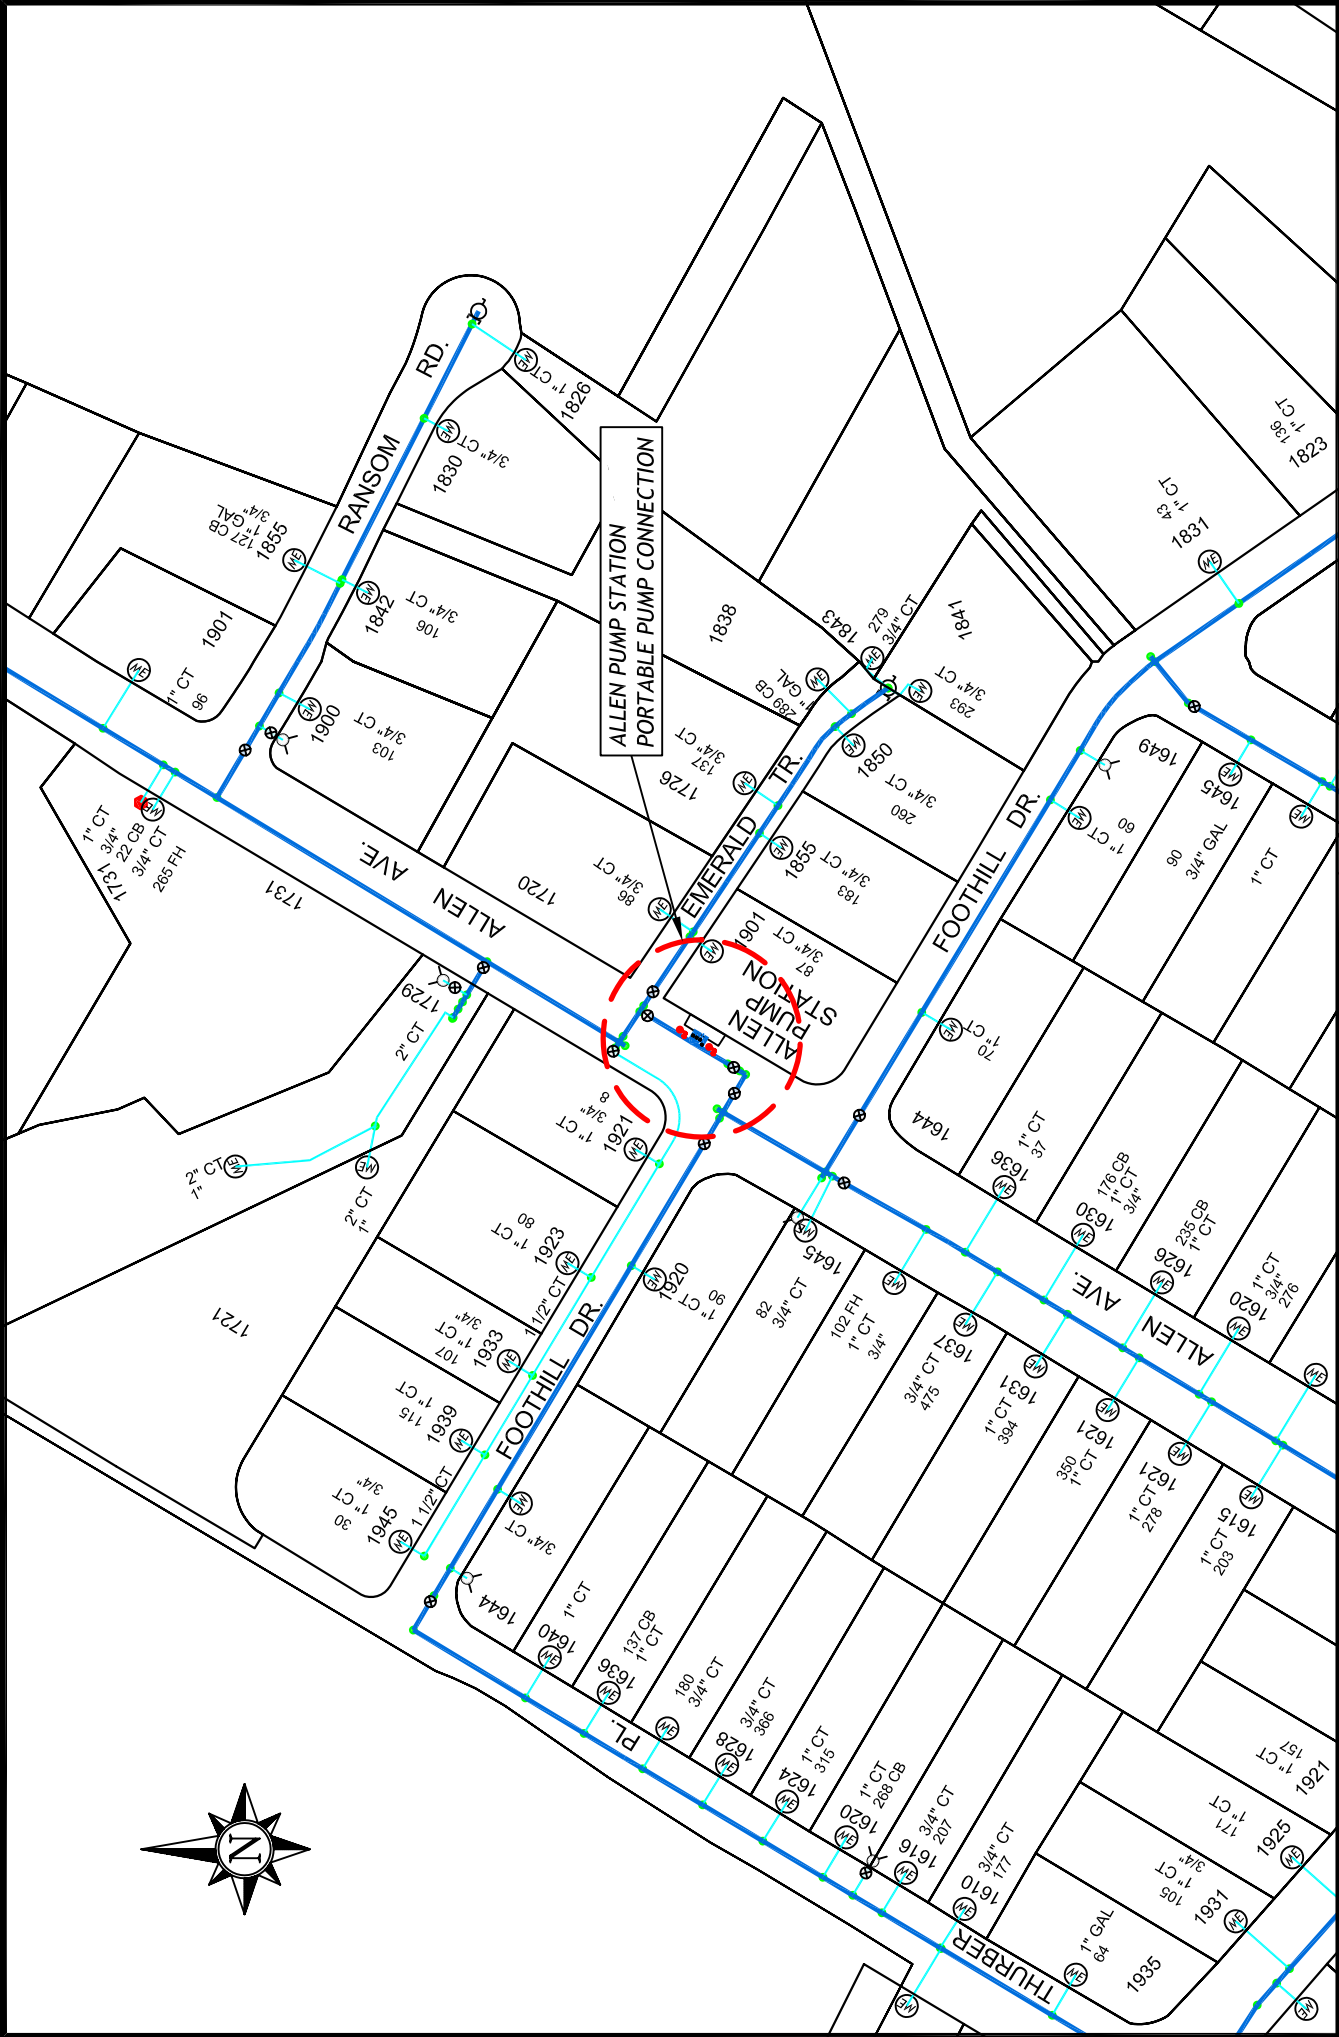 RANSOM RD.
1826
1" CT
1830
3/4" CT
127 CB
1" GAL
3/4"
1855
1842
106
3/4" CT
1901
1" CT
96
1900
103
3/4" CT
ALLEN PUMP STATION
PORTABLE PUMP CONNECTION
1838
1843
279
3/4" CT
1841
293
3/4" CT
289 CB
1" GAL
1726
137
3/4" CT
EMERALD TR.
1850
260
3/4" CT
1855
183
3/4" CT
86
3/4" CT
1720
1901
87
3/4" CT
ALLEN
PUMP
STATION
1823
136
1" CT
1831
43
1" CT
1649
1645
60
1" CT
90
3/4" GAL
1" CT
FOOTHILL DR.
70
1" CT
1644
1" CT
3/4"
22 CB
3/4" CT
265 FH
1731
1731
ALLEN AVE.
1729
2" CT
2" CT
1"
2" CT
1"
1721
1921
8
3/4"
1" CT
1923
80
1" CT
1 1/2" CT
1933
107
1" CT
3/4"
1939
115
1" CT
1945
30
1" CT
3/4"
1 1/2" CT
FOOTHILL DR.
1920
90
1" CT
3/4" CT
1644
1645
82
3/4" CT
102 FH
1" CT
3/4"
1637
3/4" CT
475
1631
1" CT
394
1621
350
1" CT
1621
1" CT
278
1615
1" CT
203
1636
1" CT
37
1630
176 CB
1" CT
3/4"
1626
235 CB
1" CT
1620
1" CT
3/4"
276
ALLEN AVE.
1640
1" CT
1636
137 CB
1" CT
180
3/4" CT
1628
3/4" CT
366
1624
1" CT
315
1620
1" CT
268 CB
1616
3/4" CT
207
1610
3/4" CT
177
1" GAL
64
THURBER PL.
1935
1931
105
1" CT
3/4"
1925
171
1" CT
1921
157
1" CT
N